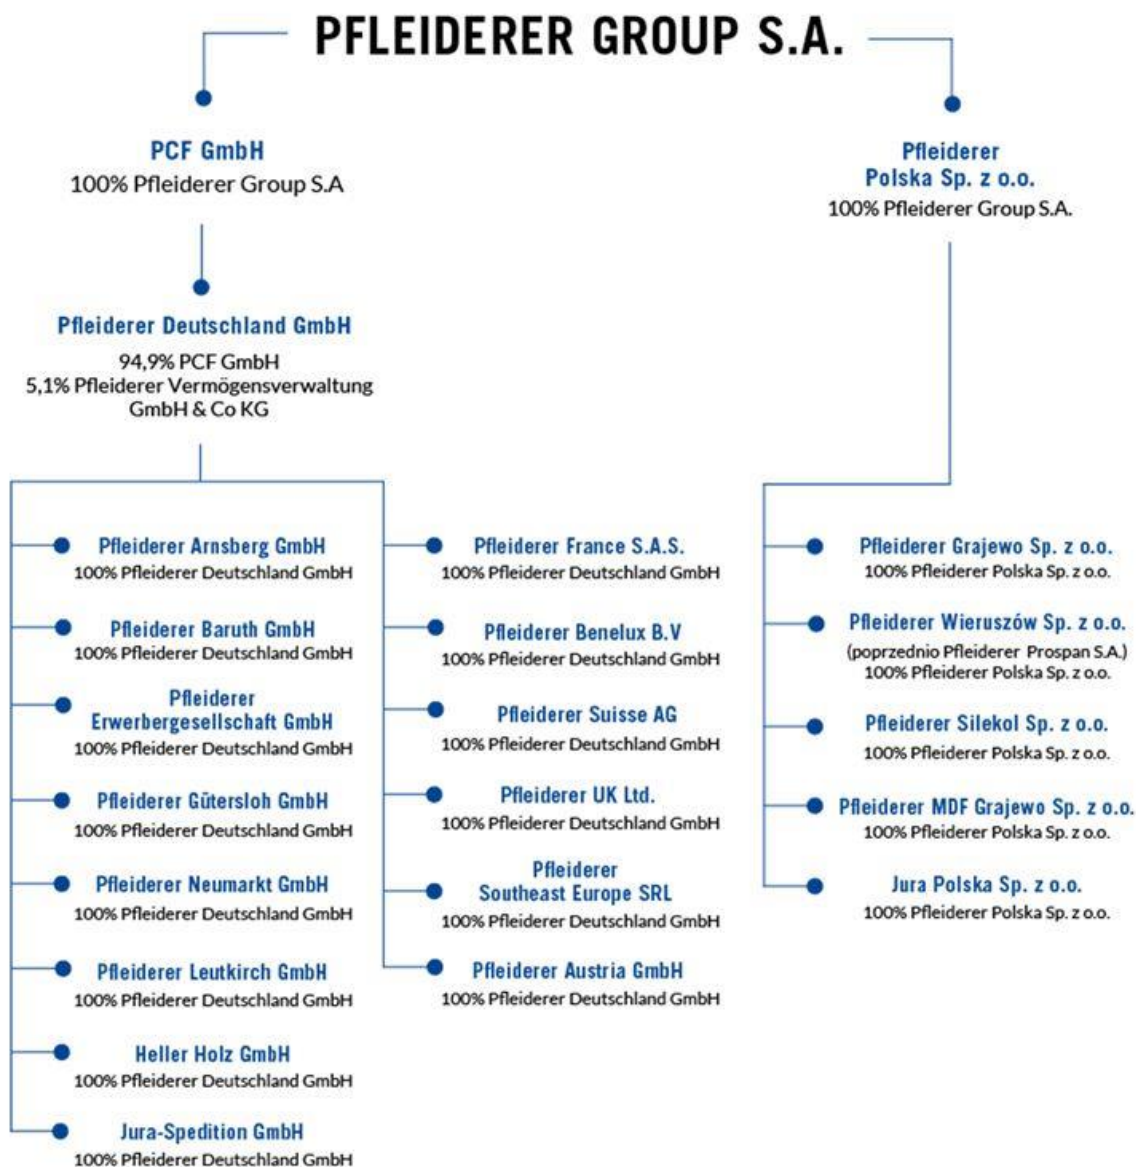 PFLEIDERER GROUP S.A.
PCF GmbH
100% Pfleiderer Group S.A
Pfleiderer
Polska Sp. z o.o.
100% Pfleiderer Group S.A.
Pfleiderer Deutschland GmbH
94,9% PCF GmbH
5,1% Pfleiderer Vermögensverwaltung
GmbH & Co KG
Pfleiderer Arnsberg GmbH
100% Pfleiderer Deutschland GmbH
Pfleiderer Baruth GmbH
100% Pfleiderer Deutschland GmbH
Pfleiderer
Erwerbergesellschaft GmbH
100% Pfleiderer Deutschland GmbH
Pfleiderer Gütersloh GmbH
100% Pfleiderer Deutschland GmbH
Pfleiderer Neumarkt GmbH
100% Pfleiderer Deutschland GmbH
Pfleiderer Leutkirch GmbH
100% Pfleiderer Deutschland GmbH
Heller Holz GmbH
100% Pfleiderer Deutschland GmbH
Jura-Spedition GmbH
100% Pfleiderer Deutschland GmbH
Pfleiderer France S.A.S.
100% Pfleiderer Deutschland GmbH
Pfleiderer Benelux B.V
100% Pfleiderer Deutschland GmbH
Pfleiderer Suisse AG
100% Pfleiderer Deutschland GmbH
Pfleiderer UK Ltd.
100% Pfleiderer Deutschland GmbH
Pfleiderer
Southeast Europe SRL
100% Pfleiderer Deutschland GmbH
Pfleiderer Austria GmbH
100% Pfleiderer Deutschland GmbH
Pfleiderer Grajewo Sp. z o.o.
100% Pfleiderer Polska Sp. z o.o.
Pfleiderer Wieruszów Sp. z o.o.
(poprzednio Pfleiderer Prospan S.A.)
100% Pfleiderer Polska Sp. z o.o.
Pfleiderer Silekol Sp. z o.o.
100% Pfleiderer Polska Sp. z o.o.
Pfleiderer MDF Grajewo Sp. z o.o.
100% Pfleiderer Polska Sp. z o.o.
Jura Polska Sp. z o.o.
100% Pfleiderer Polska Sp. z o.o.